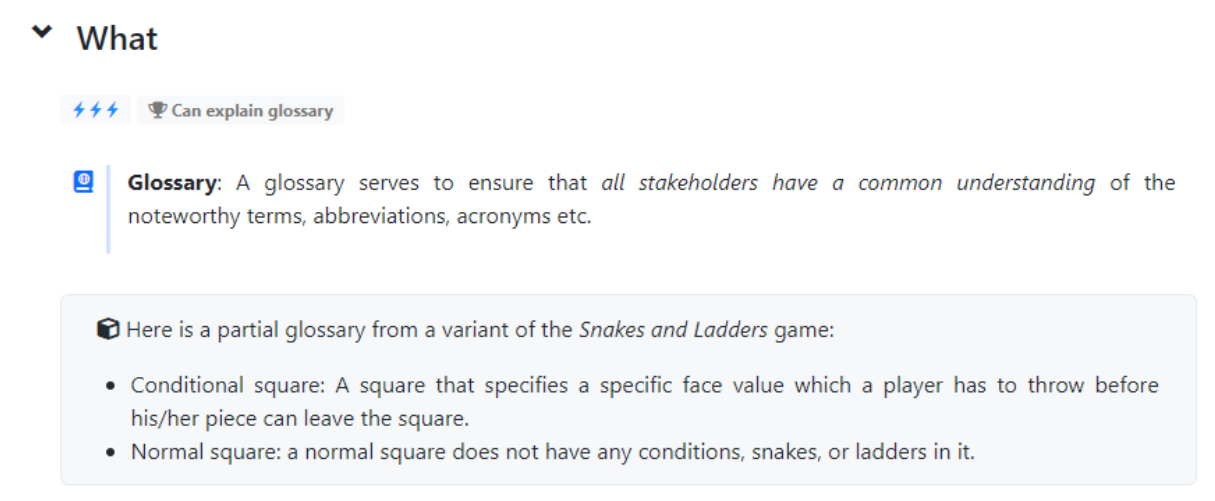 What
Can explain glossary
Glossary: A glossary serves to ensure that all stakeholders have a common understanding of the
noteworthy terms, abbreviations, acronyms etc.
Here is a partial glossary from a variant of the Snakes and Ladders game:
• Conditional square: A square that specifies a specific face value which a player has to throw before
his/her piece can leave the square.
• Normal square: a normal square does not have any conditions, snakes, or ladders in it.